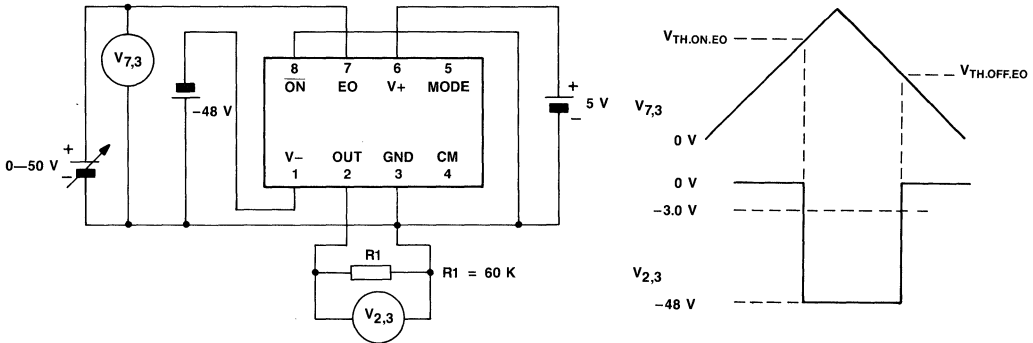 V7,3
0—50 V
+
−
−48 V
8 7 6 5
ON EO V+ MODE
V− OUT GND CM
1 2 3 4
+
5 V
−
R1
R1 = 60 K
V2,3
VTH.ON.EO
VTH.OFF.EO
V7,3
0 V
0 V
−3.0 V
V2,3
−48 V